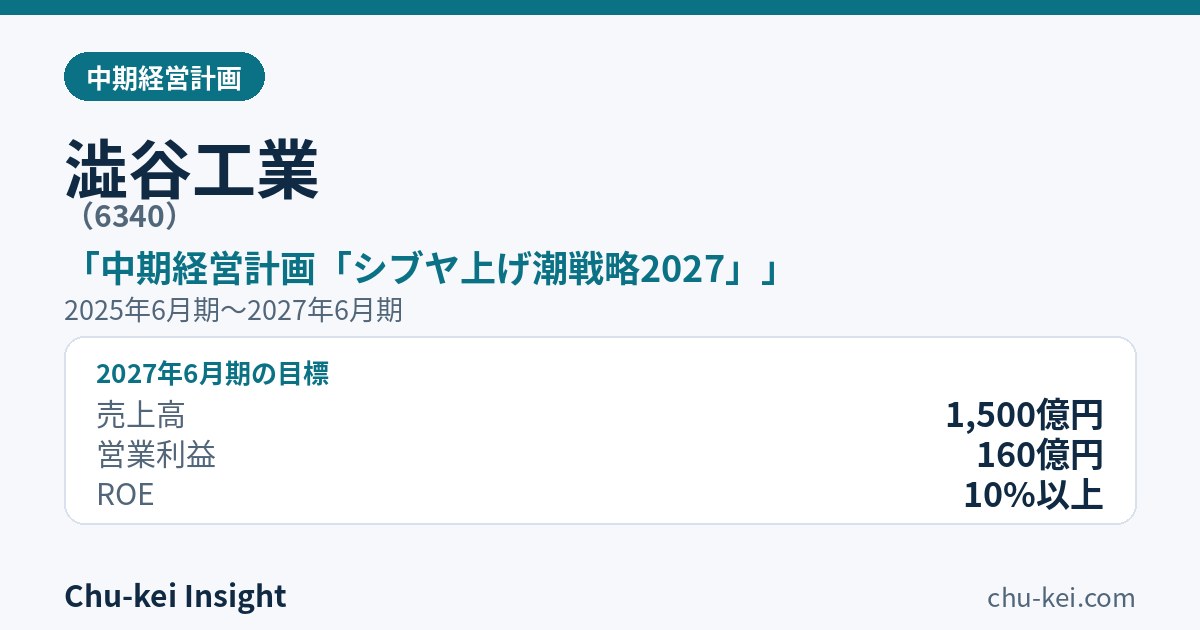 中期経営計画
澁谷工業
（6340）
「中期経営計画「シブヤ上げ潮戦略2027」」
2025年6月期～2027年6月期
2027年6月期の目標
売上高 1,500億円
営業利益 160億円
ROE 10%以上
Chu-kei Insight chu-kei.com